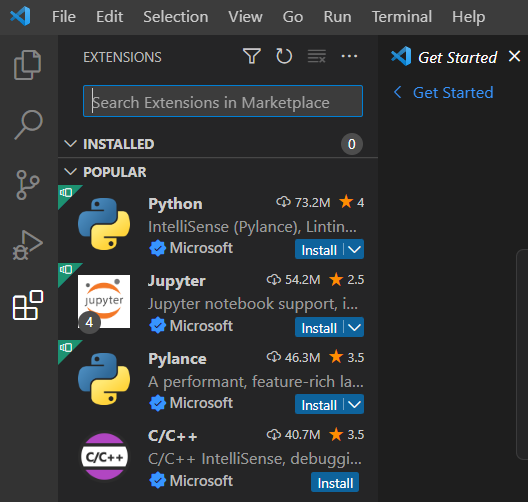 File Edit Selection View Go Run Terminal Help
EXTENSIONS
Get Started
Search Extensions in Marketplace
Get Started
INSTALLED 0
POPULAR
Python 73.2M 4
IntelliSense (Pylance), Lintin...
Microsoft Install
Jupyter 54.2M 2.5
Jupyter notebook support, i...
jupyter
4
Microsoft Install
Pylance 46.3M 3.5
A performant, feature-rich la...
Microsoft Install
C/C++ 40.7M 3.5
C/C++
C/C++ IntelliSense, debuggi...
Microsoft Install